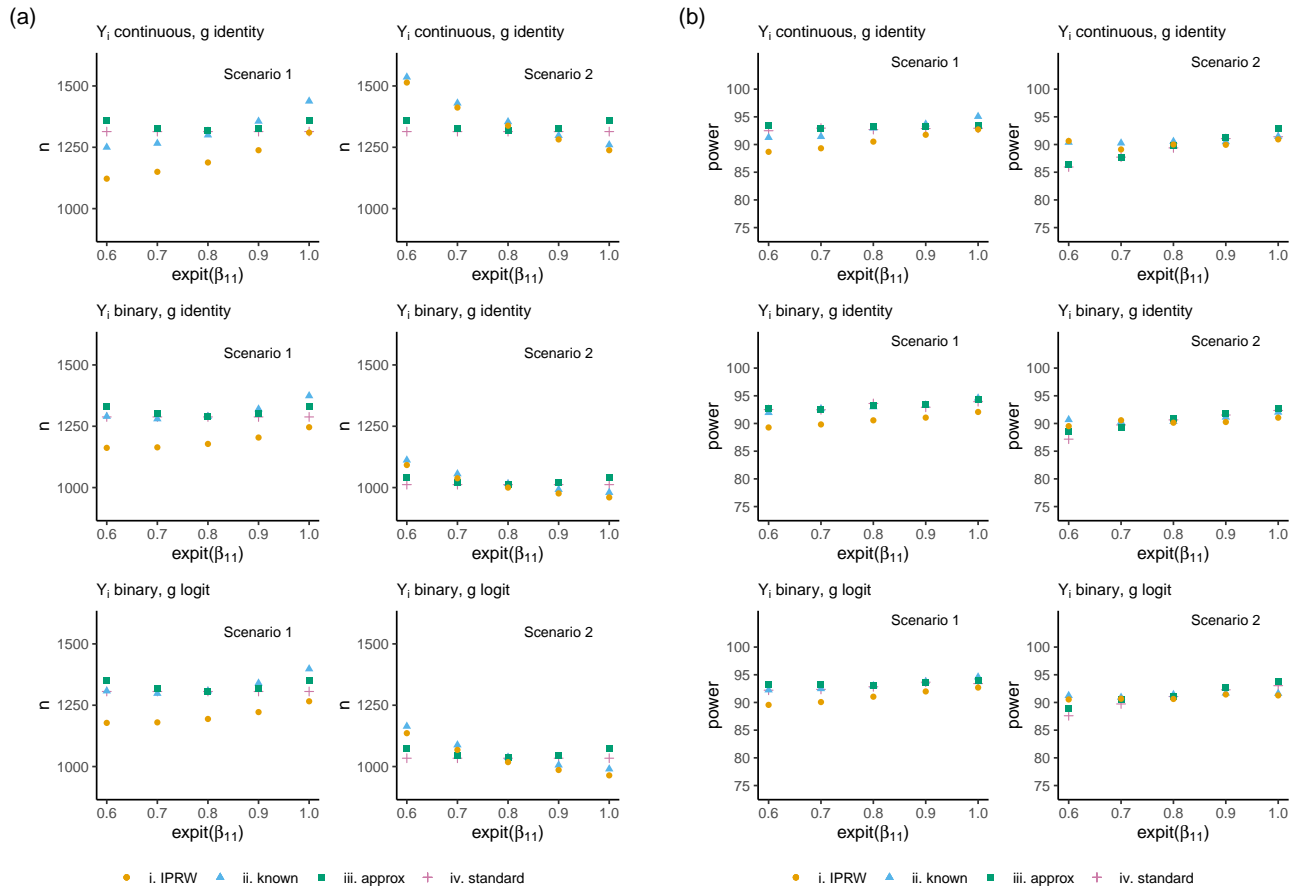 (a)
Yᵢ continuous, g identity
Scenario 1
1500
1250
1000
n
0.6 0.7 0.8 0.9 1.0
expit(β₁₁)
Yᵢ continuous, g identity
Scenario 2
1500
1250
1000
n
0.6 0.7 0.8 0.9 1.0
expit(β₁₁)
Yᵢ binary, g identity
Scenario 1
1500
1250
1000
n
0.6 0.7 0.8 0.9 1.0
expit(β₁₁)
Yᵢ binary, g identity
Scenario 2
1500
1250
1000
n
0.6 0.7 0.8 0.9 1.0
expit(β₁₁)
Yᵢ binary, g logit
Scenario 1
1500
1250
1000
n
0.6 0.7 0.8 0.9 1.0
expit(β₁₁)
Yᵢ binary, g logit
Scenario 2
1500
1250
1000
n
0.6 0.7 0.8 0.9 1.0
expit(β₁₁)
i. IPRW ii. known iii. approx iv. standard
(b)
Yᵢ continuous, g identity
Scenario 1
100
95
90
85
80
75
power
0.6 0.7 0.8 0.9 1.0
expit(β₁₁)
Yᵢ continuous, g identity
Scenario 2
100
95
90
85
80
75
power
0.6 0.7 0.8 0.9 1.0
expit(β₁₁)
Yᵢ binary, g identity
Scenario 1
100
95
90
85
80
75
power
0.6 0.7 0.8 0.9 1.0
expit(β₁₁)
Yᵢ binary, g identity
Scenario 2
100
95
90
85
80
75
power
0.6 0.7 0.8 0.9 1.0
expit(β₁₁)
Yᵢ binary, g logit
Scenario 1
100
95
90
85
80
75
power
0.6 0.7 0.8 0.9 1.0
expit(β₁₁)
Yᵢ binary, g logit
Scenario 2
100
95
90
85
80
75
power
0.6 0.7 0.8 0.9 1.0
expit(β₁₁)
i. IPRW ii. known iii. approx iv. standard